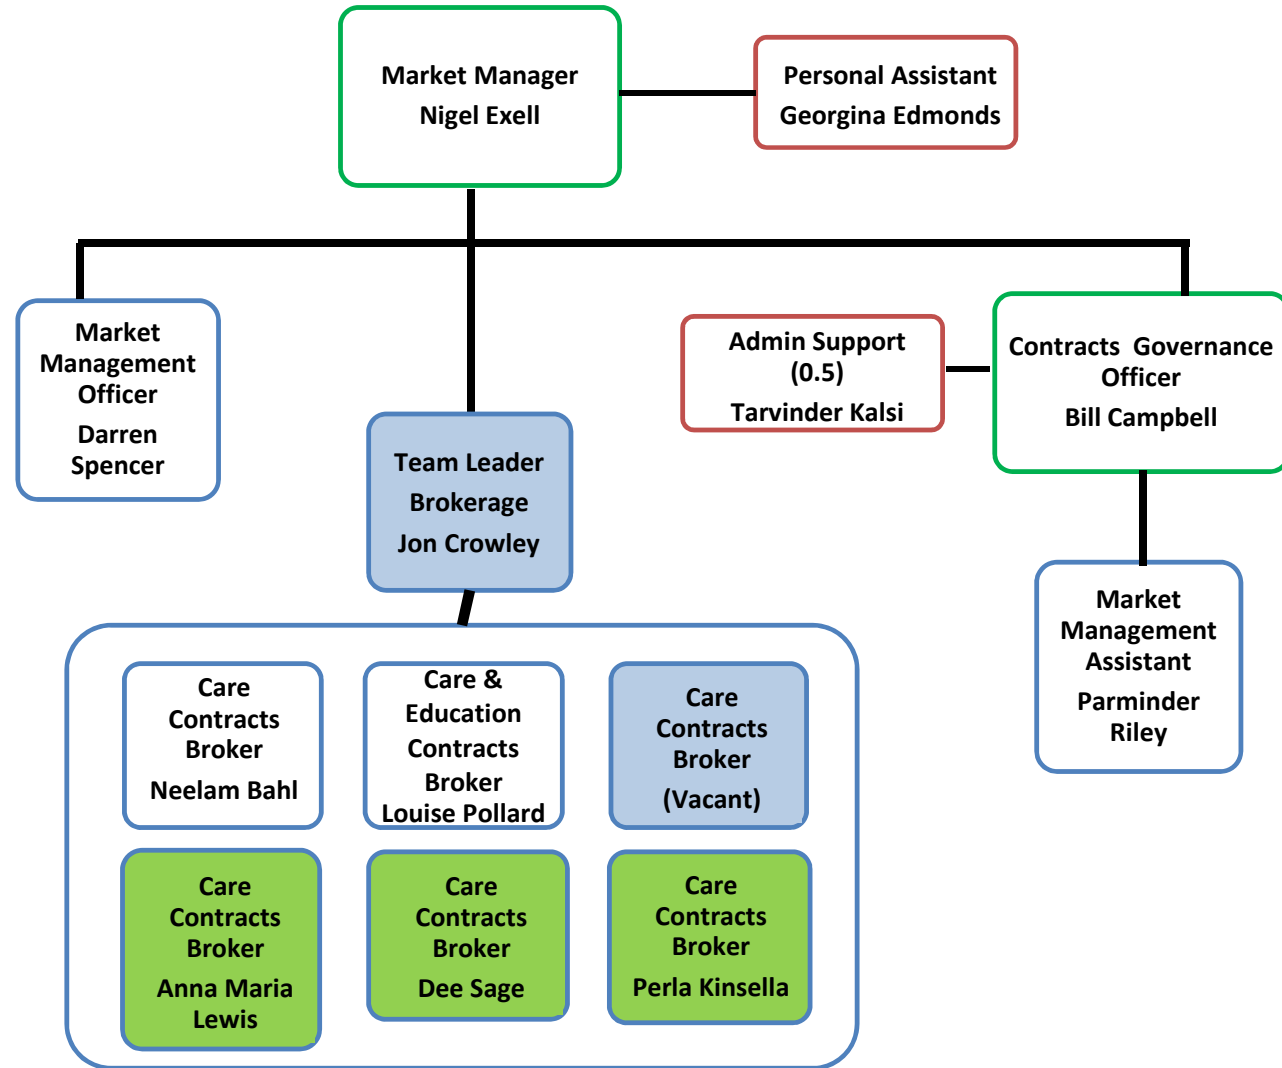 Market Manager
Nigel Exell
Personal Assistant
Georgina Edmonds
Market
Management
Officer
Darren
Spencer
Team Leader
Brokerage
Jon Crowley
Admin Support
(0.5)
Tarvinder Kalsi
Contracts Governance
Officer
Bill Campbell
Market
Management
Assistant
Parminder
Riley
Care
Contracts
Broker
Neelam Bahl
Care &
Education
Contracts
Broker
Louise Pollard
Care
Contracts
Broker
(Vacant)
Care
Contracts
Broker
Anna Maria
Lewis
Care
Contracts
Broker
Dee Sage
Care
Contracts
Broker
Perla Kinsella